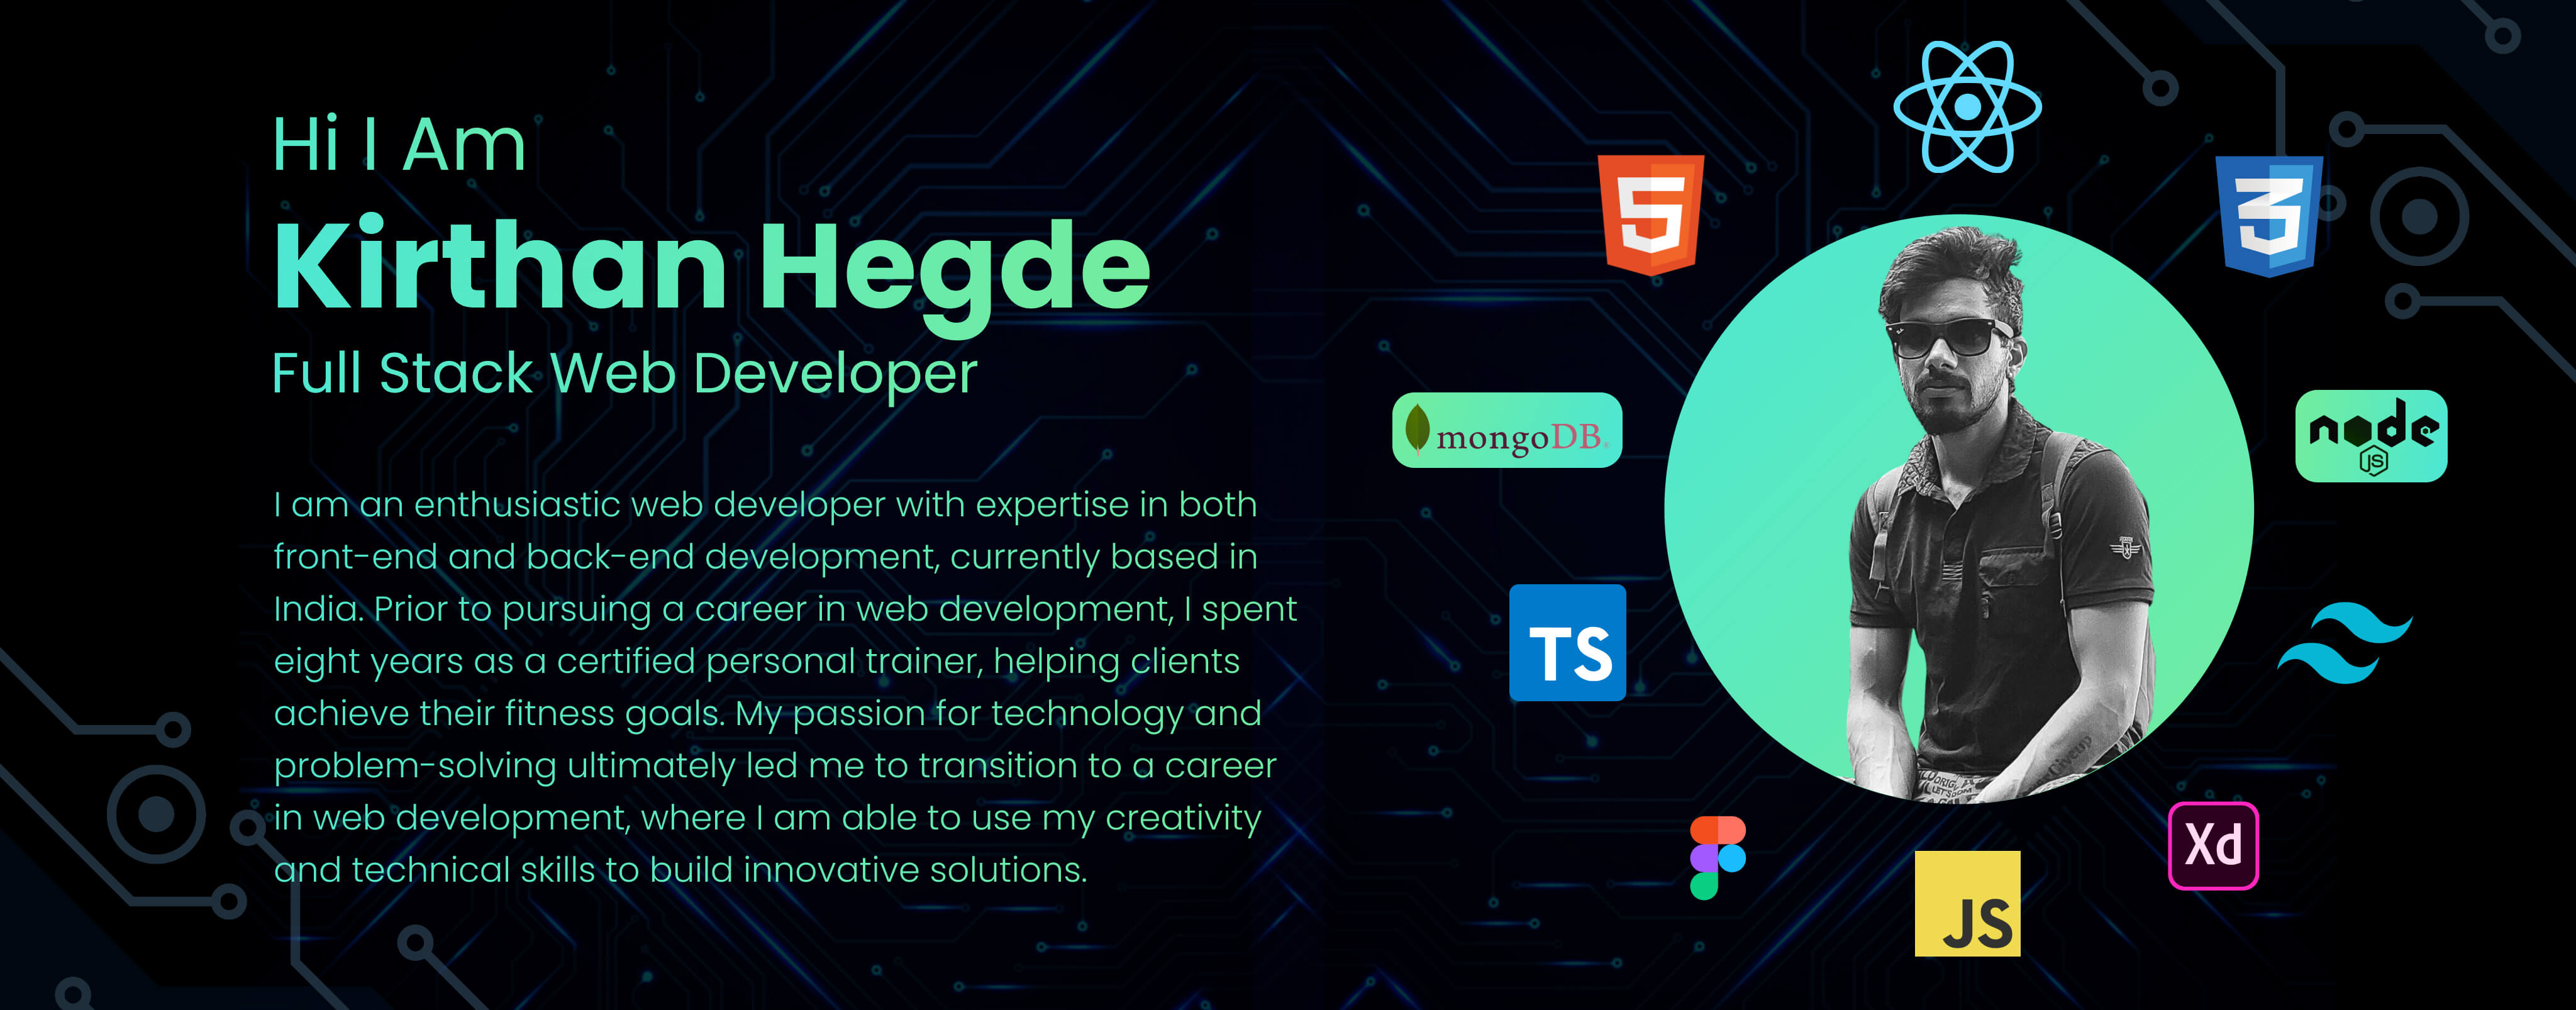 Hi I Am
Kirthan Hegde
Full Stack Web Developer
I am an enthusiastic web developer with expertise in both
front-end and back-end development, currently based in
India. Prior to pursuing a career in web development, I spent
eight years as a certified personal trainer, helping clients
achieve their fitness goals. My passion for technology and
problem-solving ultimately led me to transition to a career
in web development, where I am able to use my creativity
and technical skills to build innovative solutions.
5
3
mongoDB
node
JS
TS
Xd
JS